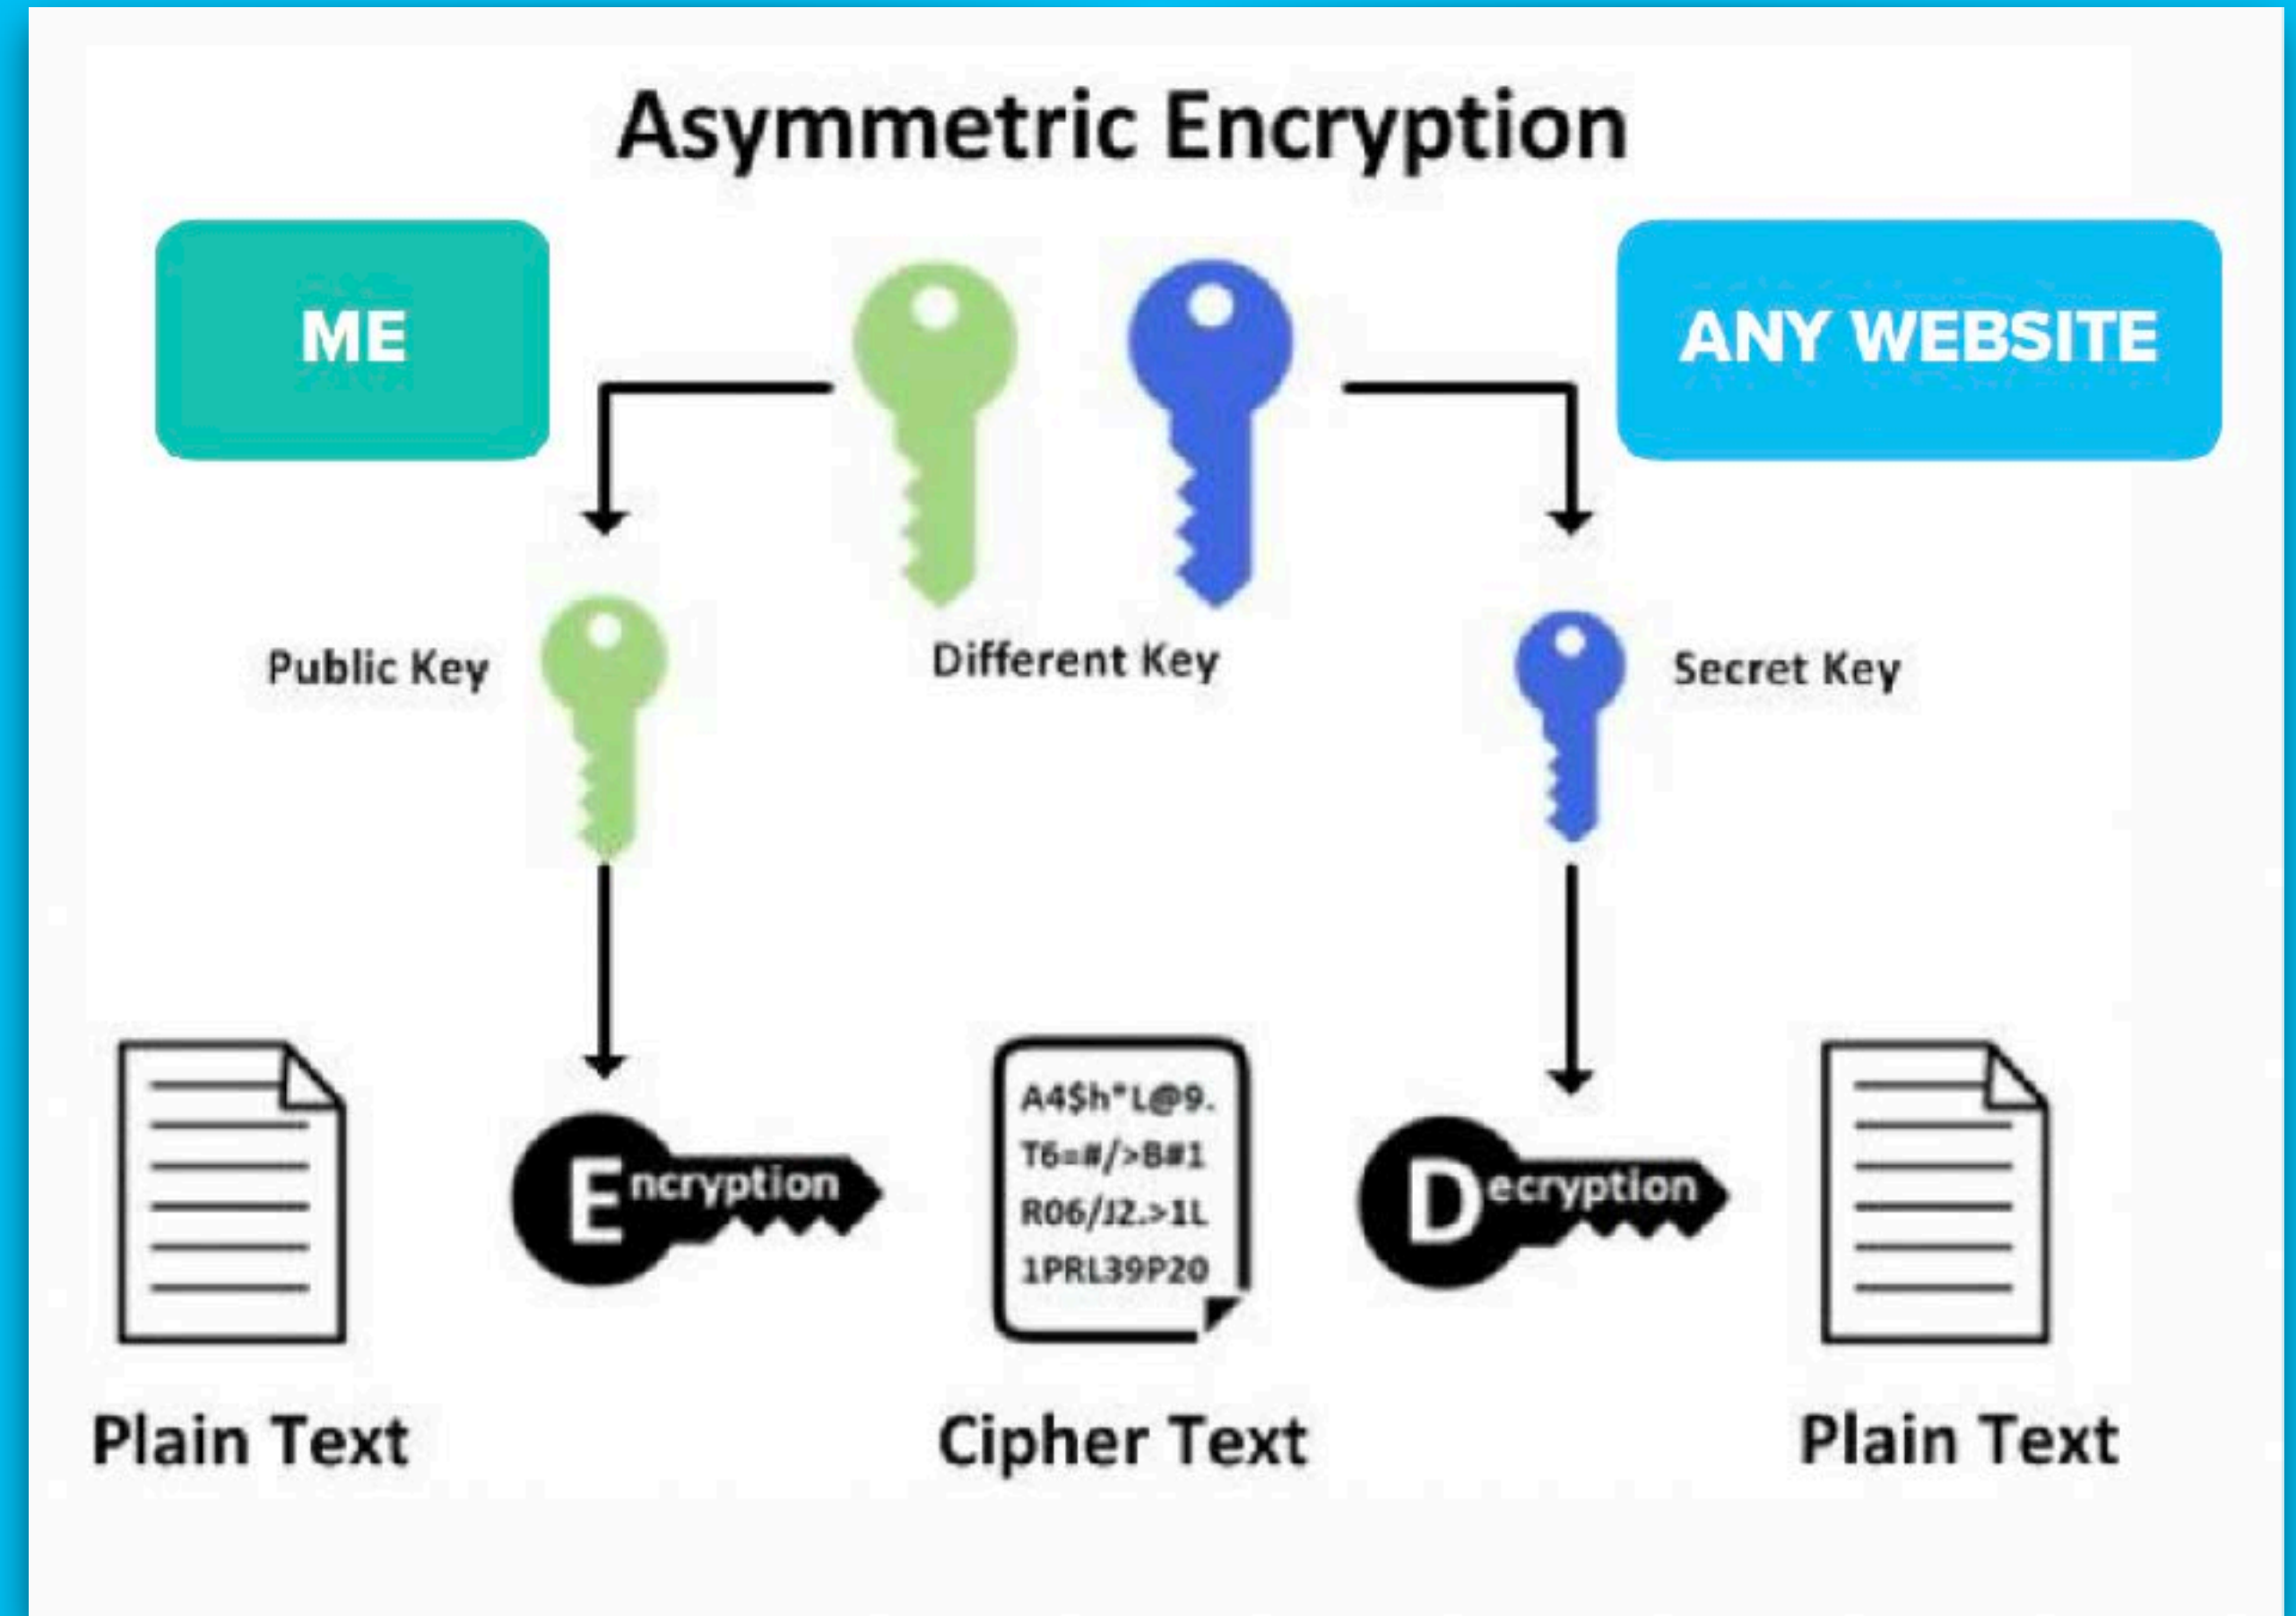 Asymmetric Encryption
ME
ANY WEBSITE
Public Key
Different Key
Secret Key
Encryption
A4$h*L@9.
T6=#/>B#1
R06/J2.>1L
1PRL39P20
Decryption
Plain Text
Cipher Text
Plain Text